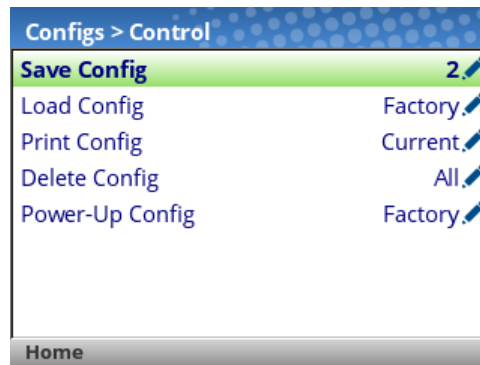 Configs > Control
Save Config 2
Load Config Factory
Print Config Current
Delete Config All
Power-Up Config Factory
Home